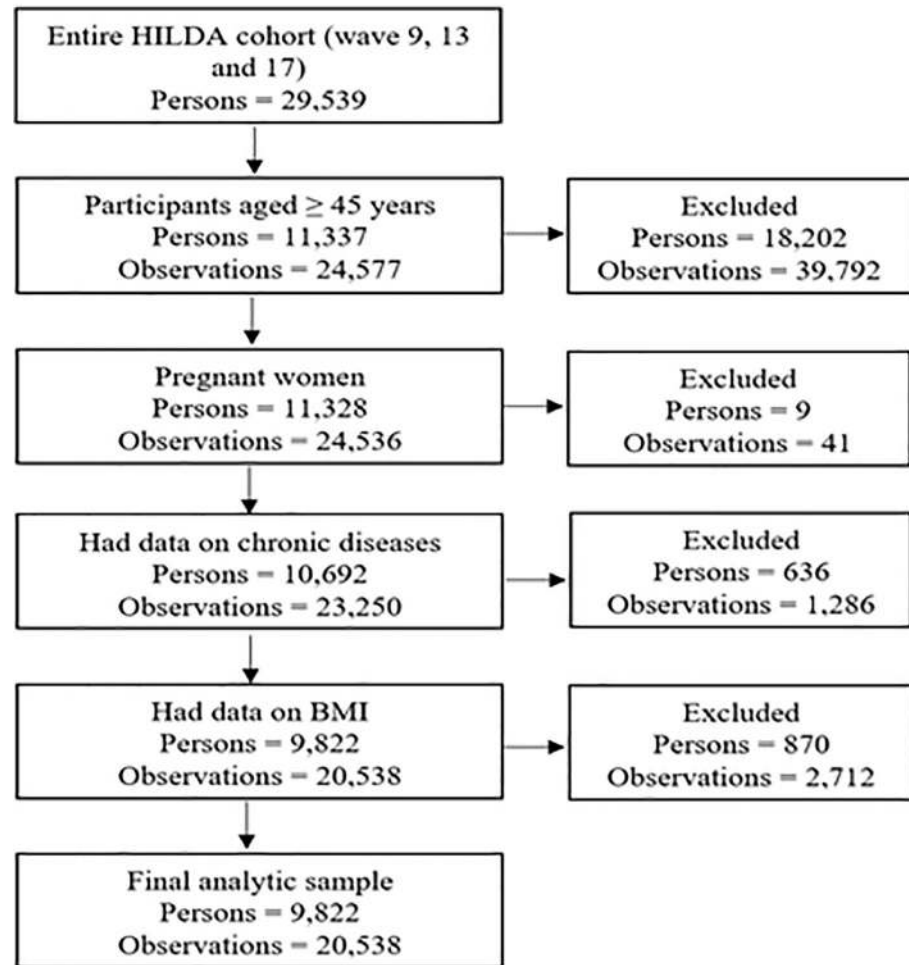 Entire HILDA cohort (wave 9, 13
and 17)
Persons = 29,539
Participants aged ≥ 45 years
Persons = 11,337
Observations = 24,577
Excluded
Persons = 18,202
Observations = 39,792
Pregnant women
Persons = 11,328
Observations = 24,536
Excluded
Persons = 9
Observations = 41
Had data on chronic diseases
Persons = 10,692
Observations = 23,250
Excluded
Persons = 636
Observations = 1,286
Had data on BMI
Persons = 9,822
Observations = 20,538
Excluded
Persons = 870
Observations = 2,712
Final analytic sample
Persons = 9,822
Observations = 20,538